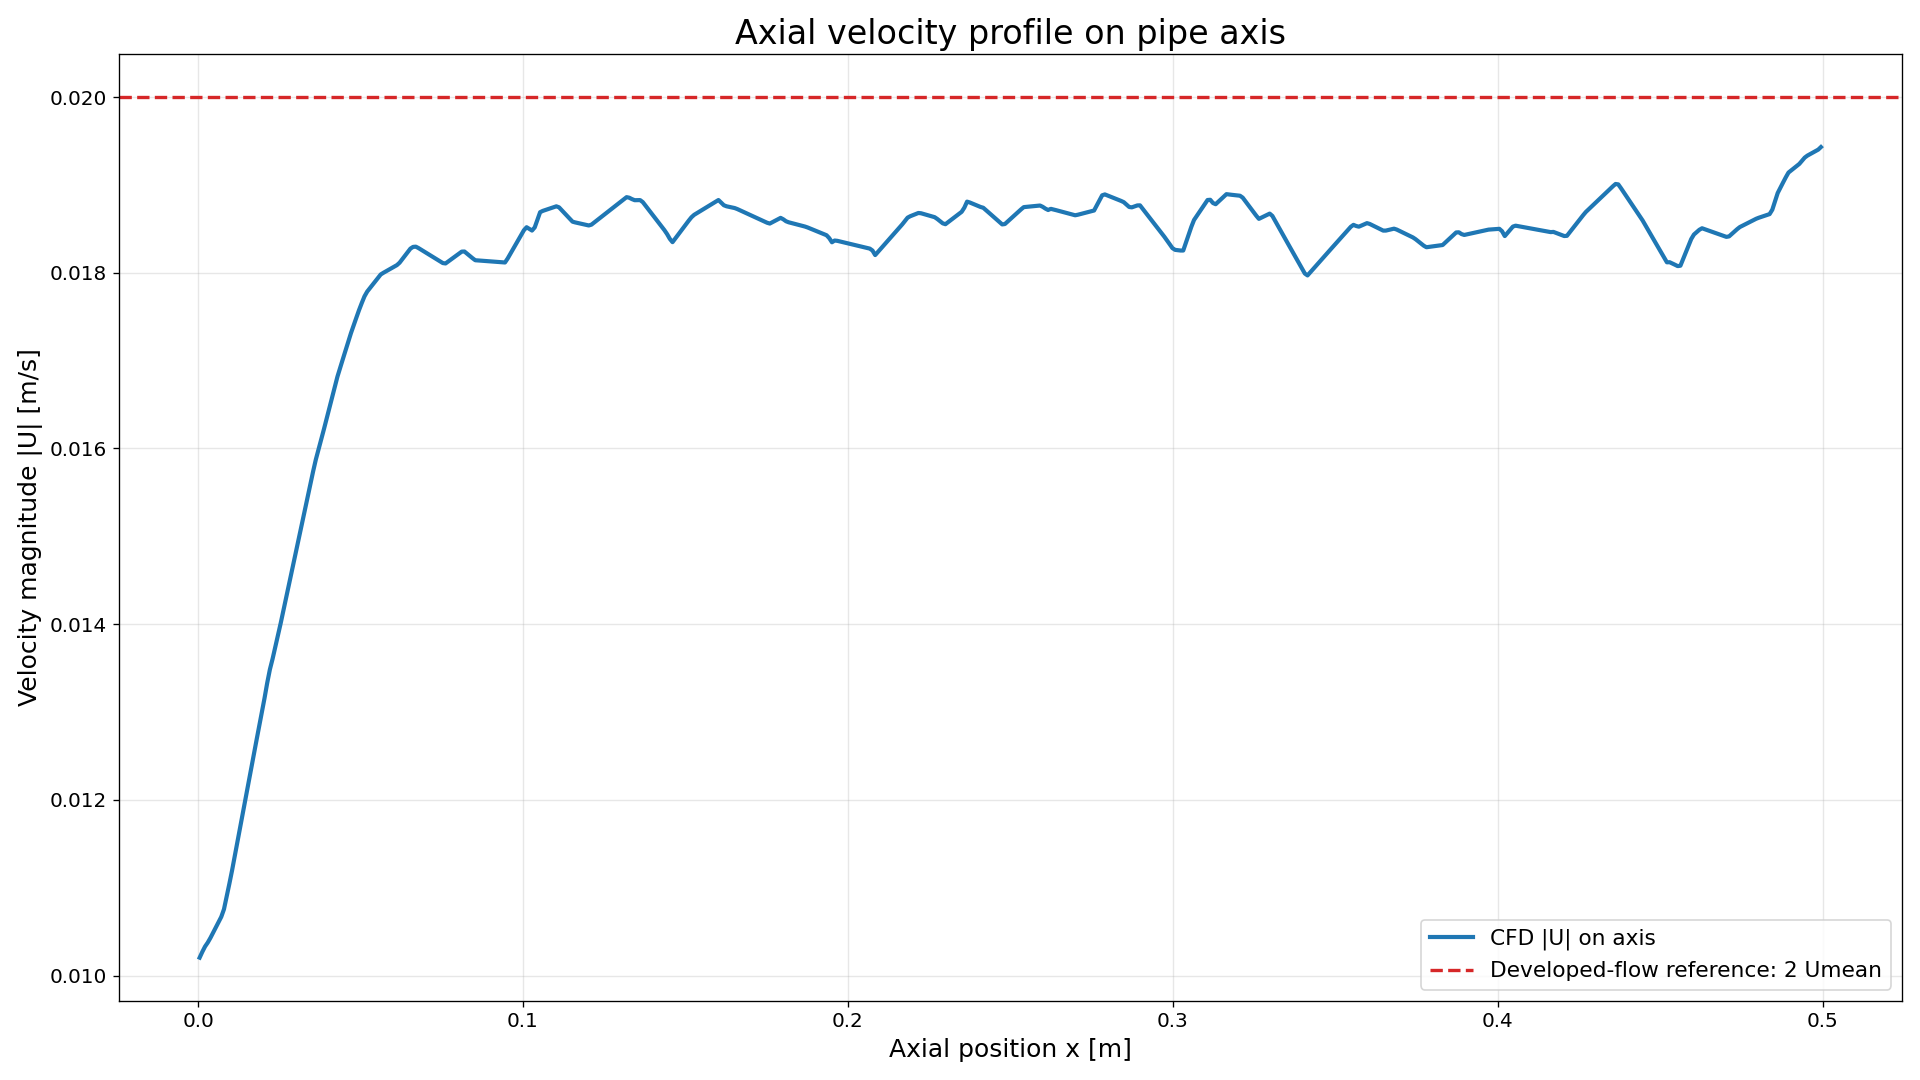 Axial velocity profile on pipe axis
Velocity magnitude |U| [m/s]
0.020
0.018
0.016
0.014
0.012
0.010
0.0 0.1 0.2 0.3 0.4 0.5
Axial position x [m]
CFD |U| on axis
Developed-flow reference: 2 Umean